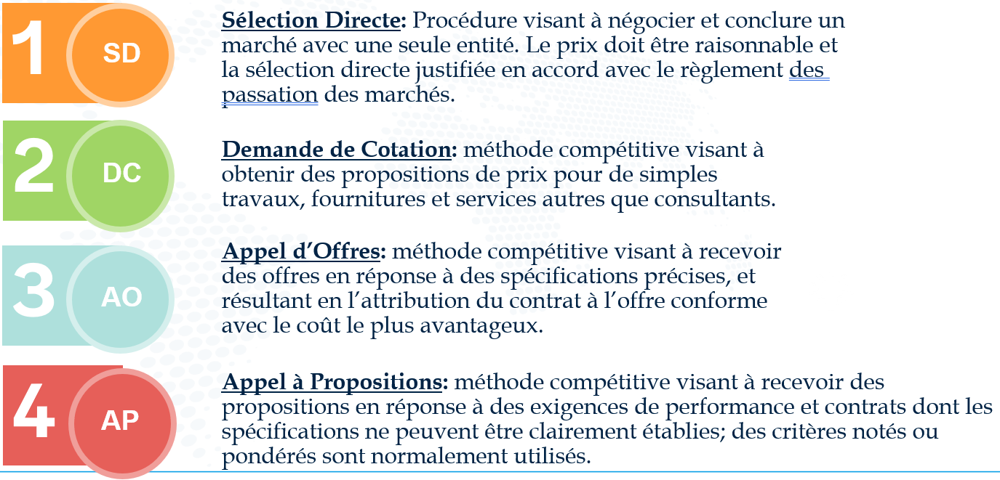 1
SD
Sélection Directe: Procédure visant à négocier et conclure un
marché avec une seule entité. Le prix doit être raisonnable et
la sélection directe justifiée en accord avec le règlement des
passation des marchés.
2
DC
Demande de Cotation: méthode compétitive visant à
obtenir des propositions de prix pour de simples
travaux, fournitures et services autres que consultants.
3
AO
Appel d’Offres: méthode compétitive visant à recevoir
des offres en réponse à des spécifications précises, et
résultant en l’attribution du contrat à l’offre conforme
avec le coût le plus avantageux.
4
AP
Appel à Propositions: méthode compétitive visant à recevoir des
propositions en réponse à des exigences de performance et contrats dont les
spécifications ne peuvent être clairement établies; des critères notés ou
pondérés sont normalement utilisés.